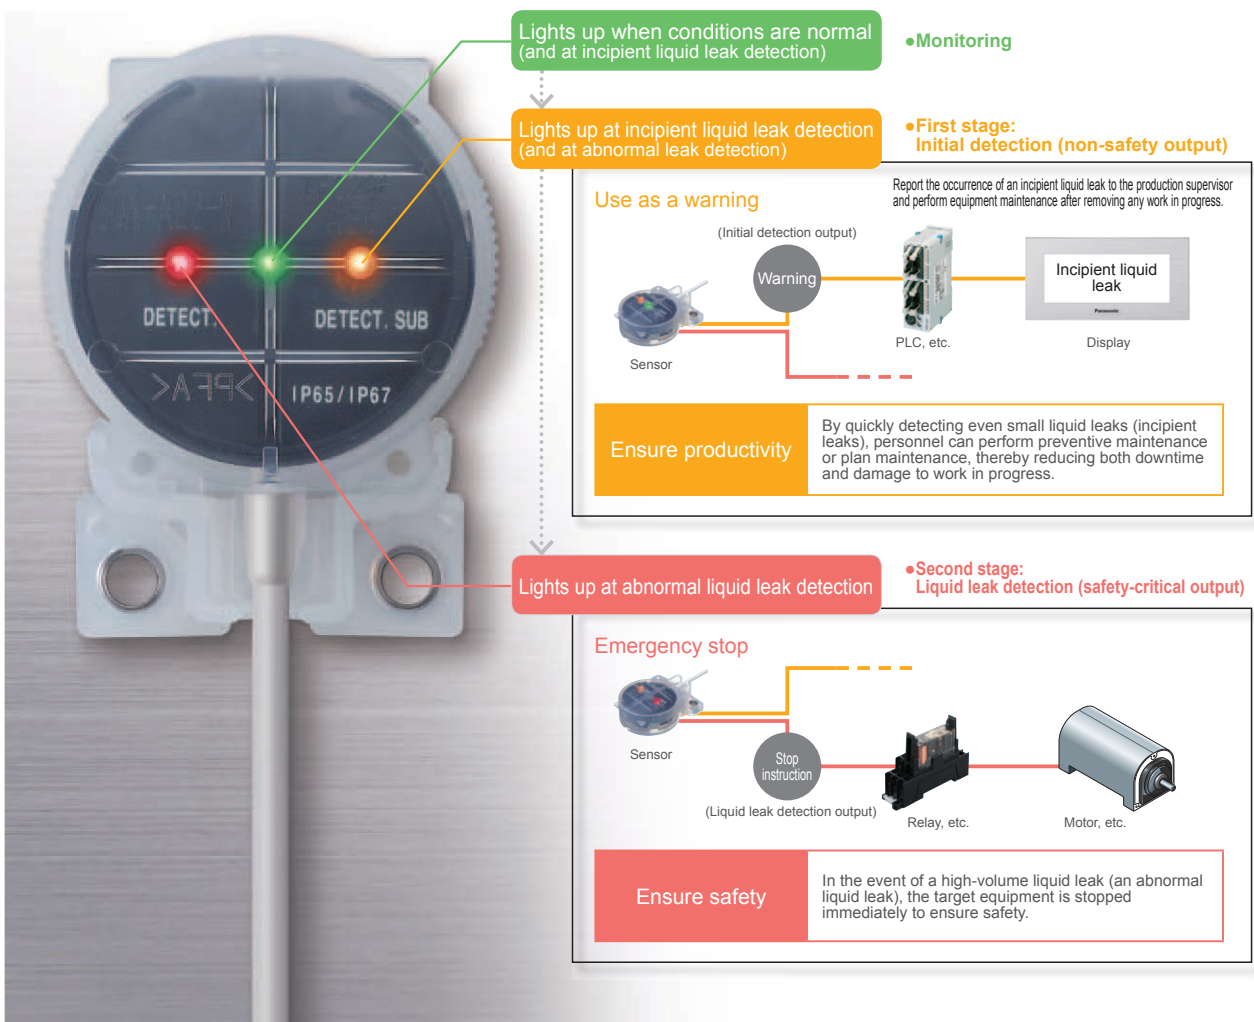 Lights up when conditions are normal
(and at incipient liquid leak detection)
●Monitoring
Lights up at incipient liquid leak detection
(and at abnormal leak detection)
●First stage:
Initial detection (non-safety output)
Use as a warning
Report the occurrence of an incipient liquid leak to the production supervisor
and perform equipment maintenance after removing any work in progress.
(Initial detection output)
Warning
Incipient liquid
leak
Panasonic
Sensor
PLC, etc.
Display
Ensure productivity
By quickly detecting even small liquid leaks (incipient
leaks), personnel can perform preventive maintenance
or plan maintenance, thereby reducing both downtime
and damage to work in progress.
DETECT.
DETECT. SUB
>PFA<
IP65/IP67
Lights up at abnormal liquid leak detection
●Second stage:
Liquid leak detection (safety-critical output)
Emergency stop
Sensor
Stop
instruction
(Liquid leak detection output)
Relay, etc.
Motor, etc.
Ensure safety
In the event of a high-volume liquid leak (an abnormal
liquid leak), the target equipment is stopped
immediately to ensure safety.